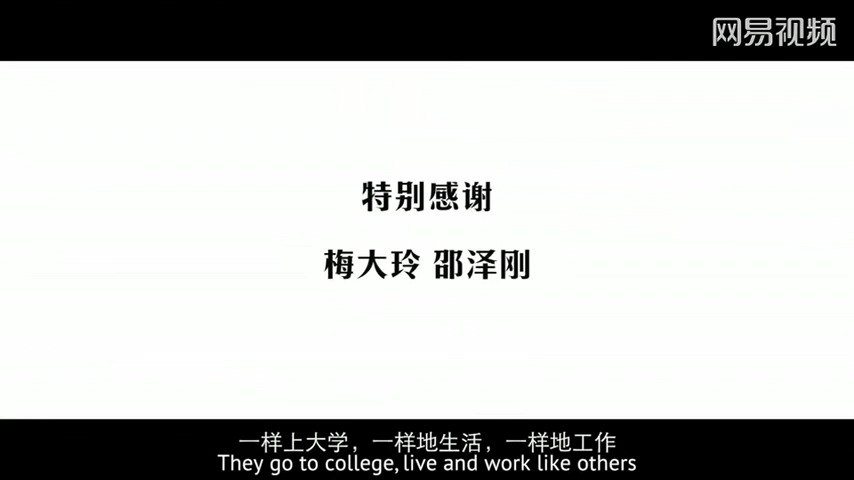 网易视频
特别感谢
梅大玲 邵泽刚
一样上大学，一样地生活，一样地工作
They go to college, live and work like others